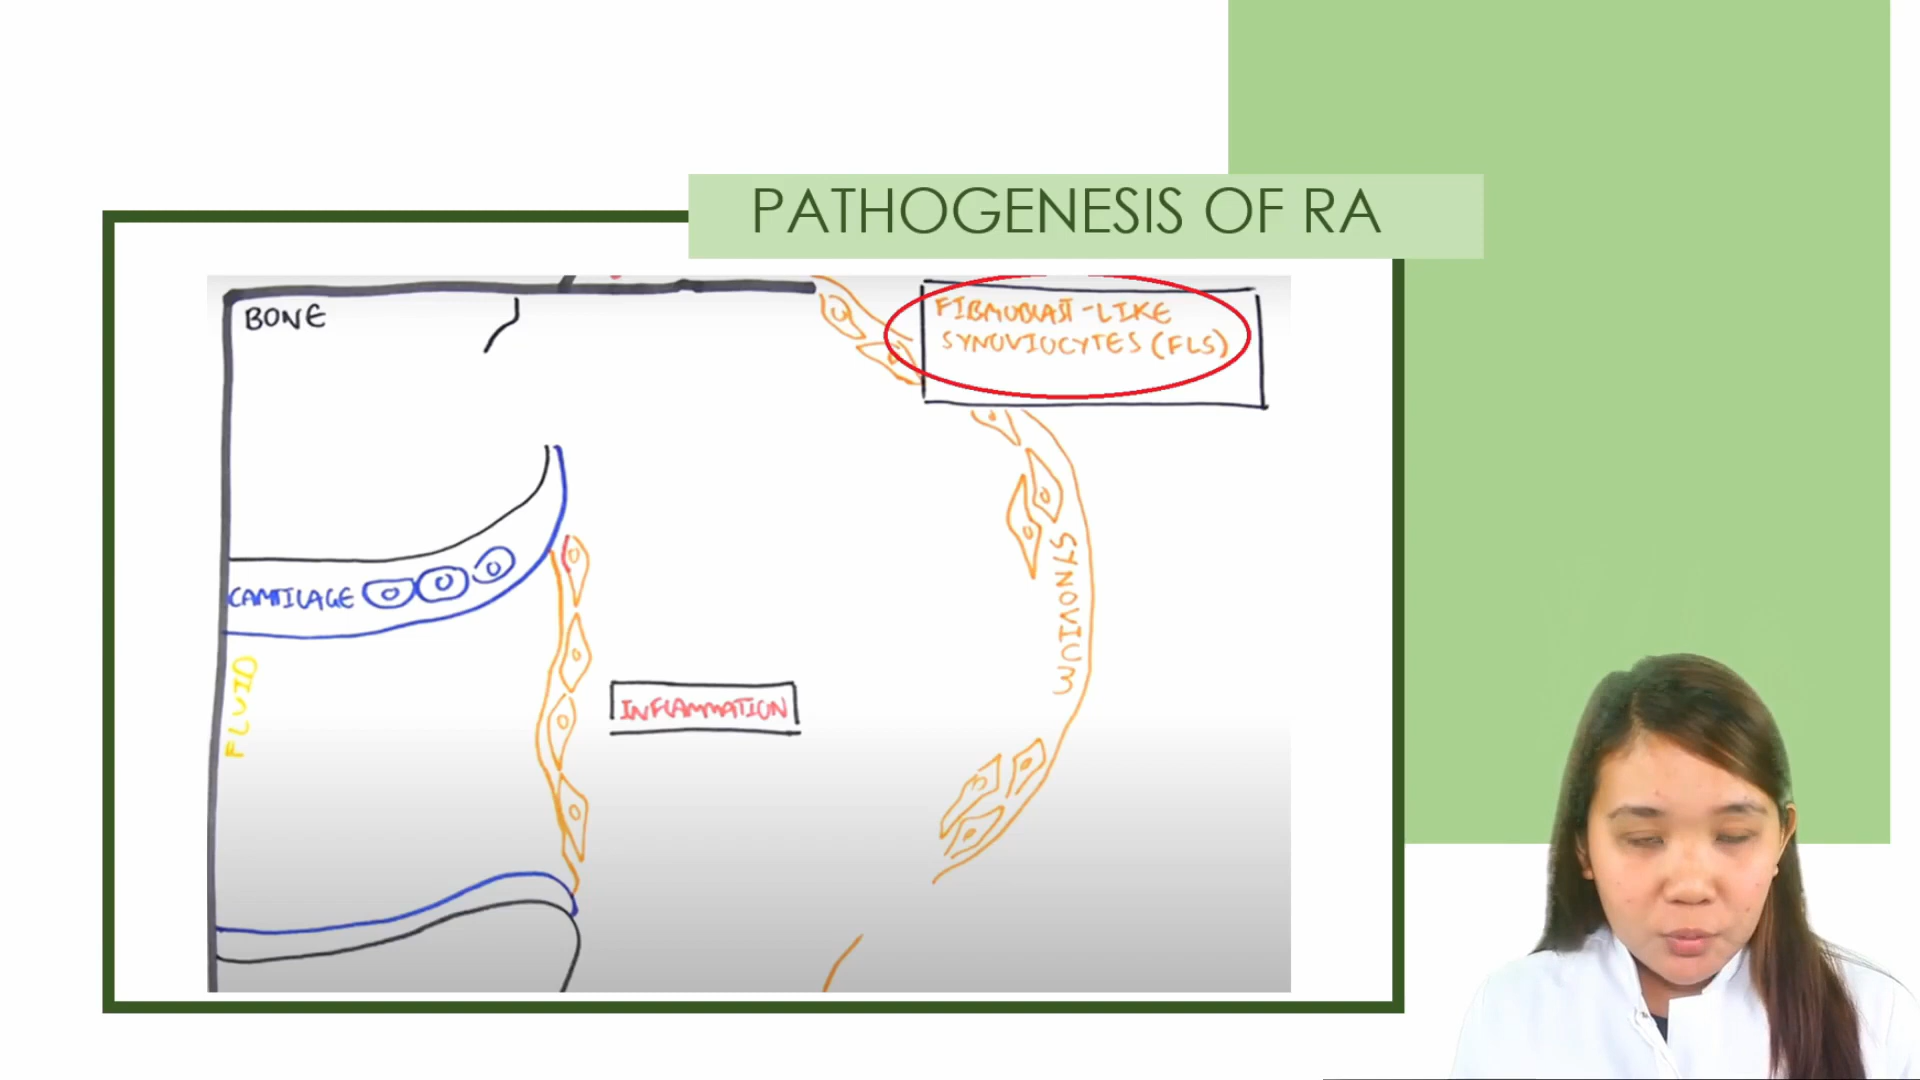 PATHOGENESIS OF RA
BONE
FIBROBLAST-LIKE
SYNOVIOCYTES (FLS)
CARTILAGE
SYNOVIUM
FLUID
INFLAMMATION